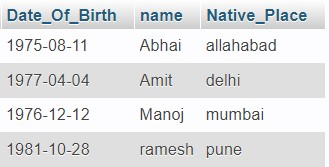 Date_Of_Birth name Native_Place
1975-08-11 Abhai allahabad
1977-04-04 Amit delhi
1976-12-12 Manoj mumbai
1981-10-28 ramesh pune